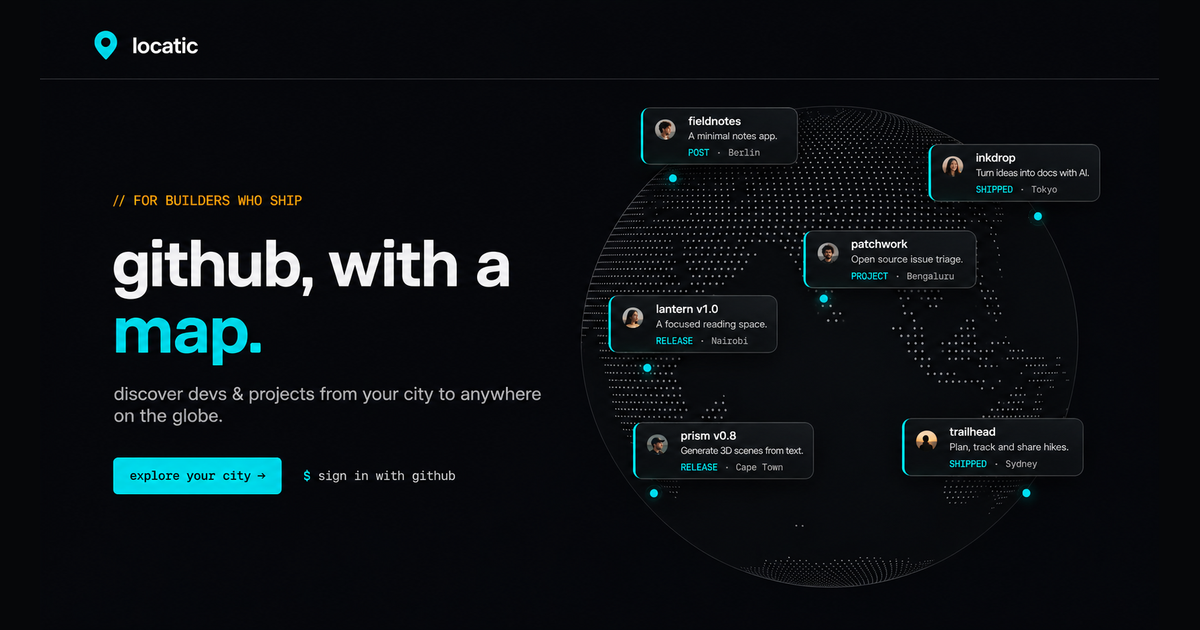 locatic
// FOR BUILDERS WHO SHIP
github, with a
map.
discover devs & projects from your city to anywhere
on the globe.
explore your city →
$ sign in with github
fieldnotes
A minimal notes app.
POST · Berlin
inkdrop
Turn ideas into docs with AI.
SHIPPED · Tokyo
patchwork
Open source issue triage.
PROJECT · Bengaluru
lantern v1.0
A focused reading space.
RELEASE · Nairobi
prism v0.8
Generate 3D scenes from text.
RELEASE · Cape Town
trailhead
Plan, track and share hikes.
SHIPPED · Sydney